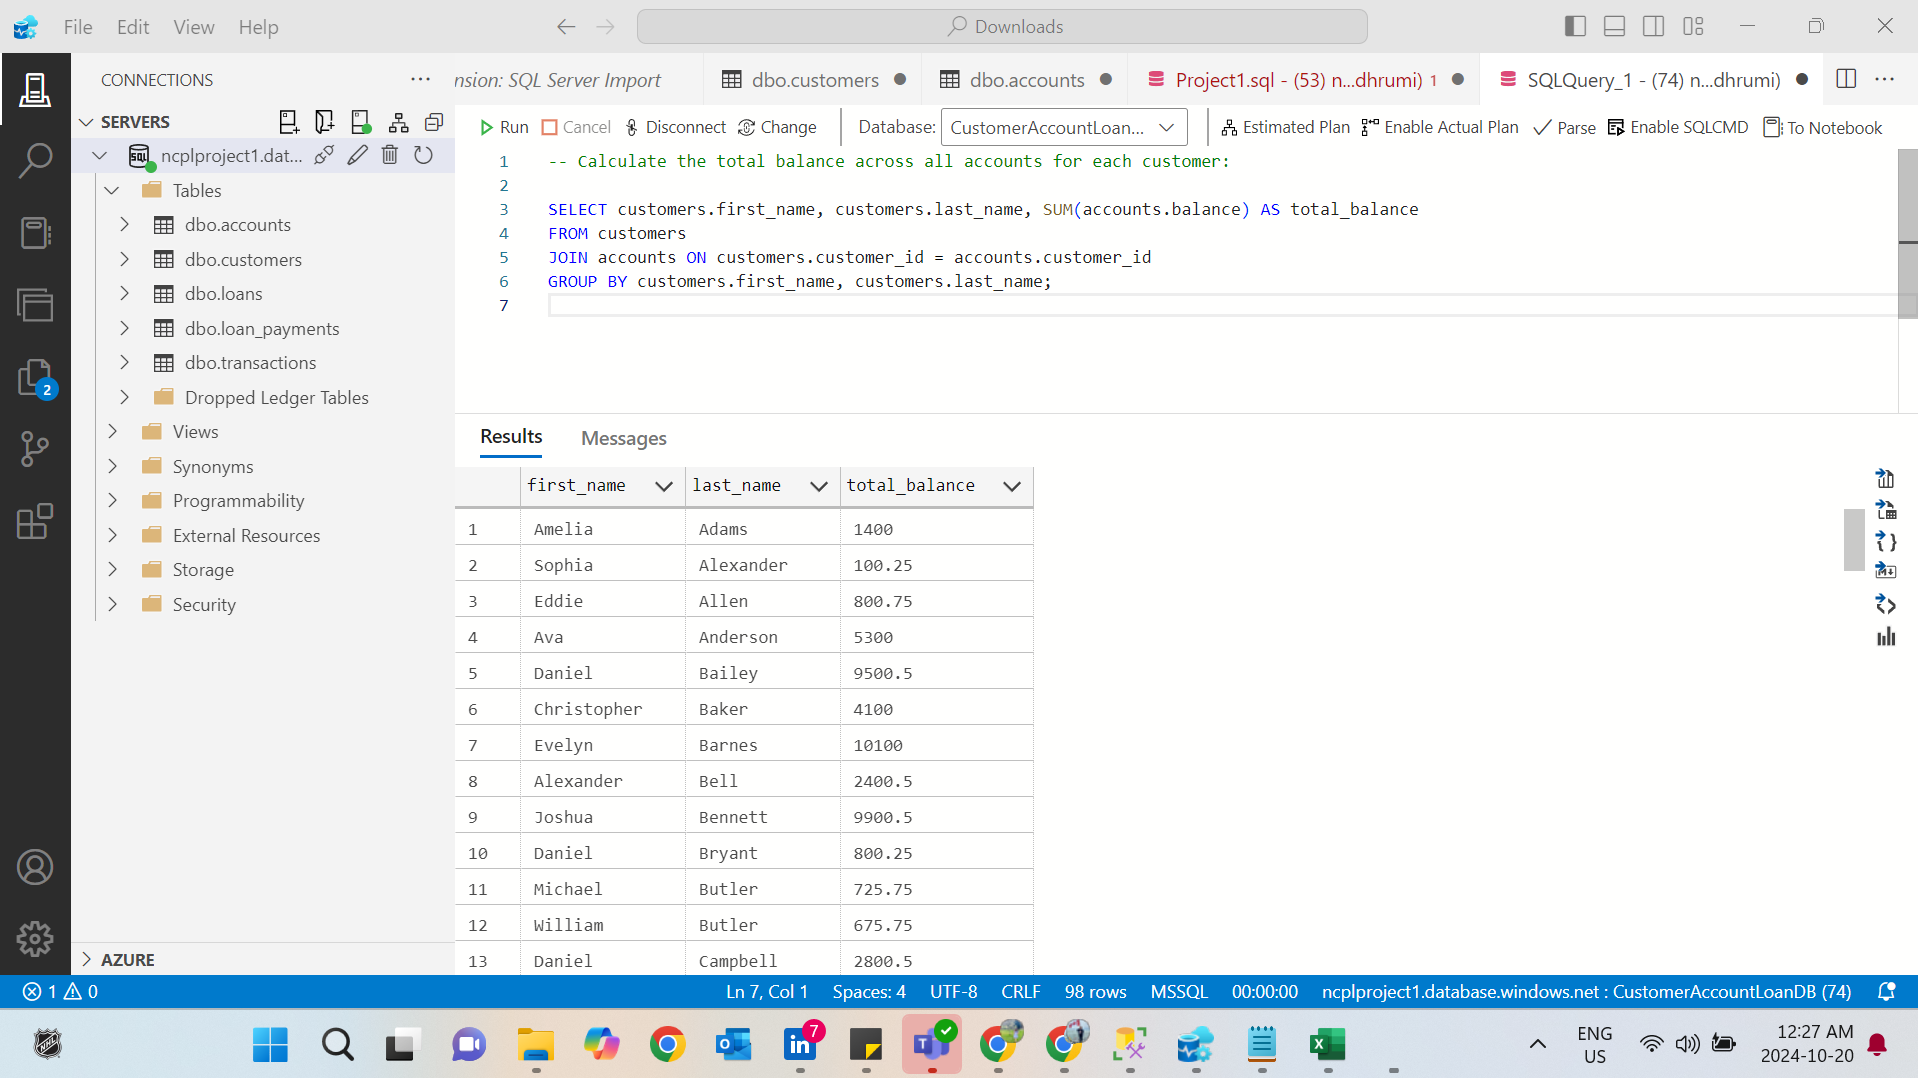 File Edit View Help
Downloads
CONNECTIONS
nsion: SQL Server Import
dbo.customers
dbo.accounts
Project1.sql - (53) n...dhrumi) 1
SQLQuery_1 - (74) n...dhrumi)
SERVERS
Run Cancel Disconnect Change Database: CustomerAccountLoan... Estimated Plan Enable Actual Plan Parse Enable SQLCMD To Notebook
SQL ncplproject1.dat...
Tables
dbo.accounts
dbo.customers
dbo.loans
dbo.loan_payments
dbo.transactions
Dropped Ledger Tables
Views
Synonyms
Programmability
External Resources
Storage
Security
AZURE
2
1 -- Calculate the total balance across all accounts for each customer:
2
3 SELECT customers.first_name, customers.last_name, SUM(accounts.balance) AS total_balance
4 FROM customers
5 JOIN accounts ON customers.customer_id = accounts.customer_id
6 GROUP BY customers.first_name, customers.last_name;
7
Results Messages
first_name last_name total_balance
1 Amelia Adams 1400
2 Sophia Alexander 100.25
3 Eddie Allen 800.75
4 Ava Anderson 5300
5 Daniel Bailey 9500.5
6 Christopher Baker 4100
7 Evelyn Barnes 10100
8 Alexander Bell 2400.5
9 Joshua Bennett 9900.5
10 Daniel Bryant 800.25
11 Michael Butler 725.75
12 William Butler 675.75
13 Daniel Campbell 2800.5
1 0 Ln 7, Col 1 Spaces: 4 UTF-8 CRLF 98 rows MSSQL 00:00:00 ncplproject1.database.windows.net : CustomerAccountLoanDB (74)
7
ENG
US
12:27 AM
2024-10-20